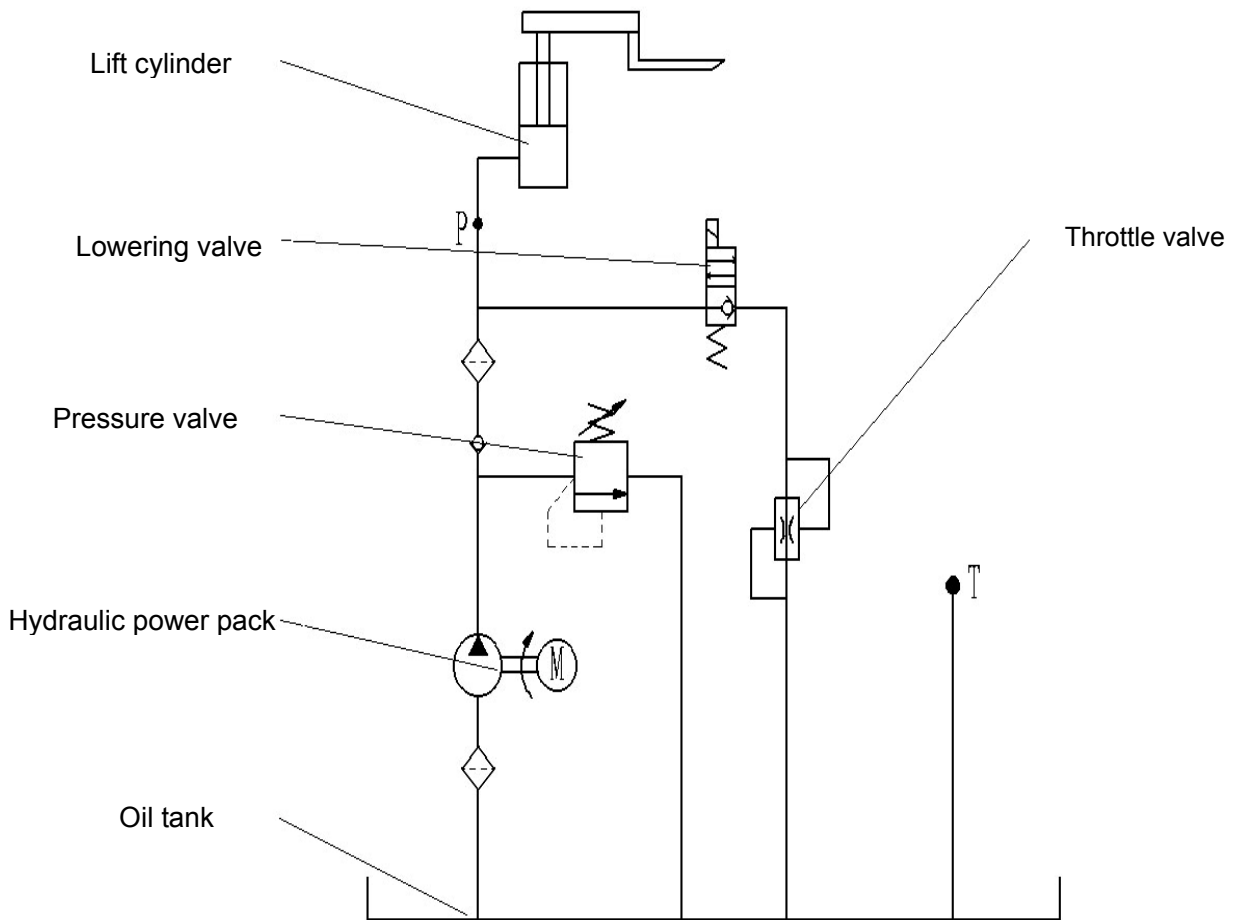 Lift cylinder
P
Lowering valve
Throttle valve
Pressure valve
T
Hydraulic power pack
M
Oil tank